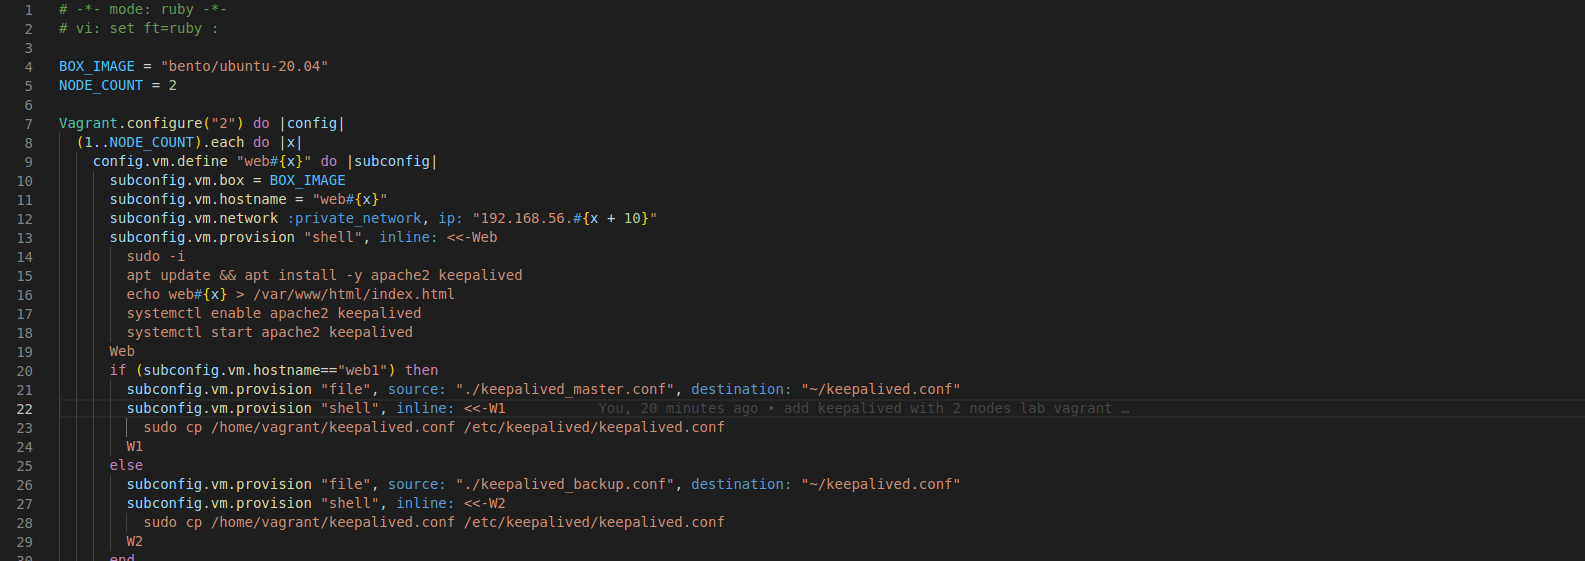 1 # -*- mode: ruby -*-
2 # vi: set ft=ruby :
3
4 BOX_IMAGE = "bento/ubuntu-20.04"
5 NODE_COUNT = 2
6
7 Vagrant.configure("2") do |config|
8   (1..NODE_COUNT).each do |x|
9     config.vm.define "web#{x}" do |subconfig|
10       subconfig.vm.box = BOX_IMAGE
11       subconfig.vm.hostname = "web#{x}"
12       subconfig.vm.network :private_network, ip: "192.168.56.#{x + 10}"
13       subconfig.vm.provision "shell", inline: <<-Web
14         sudo -i
15         apt update && apt install -y apache2 keepalived
16         echo web#{x} > /var/www/html/index.html
17         systemctl enable apache2 keepalived
18         systemctl start apache2 keepalived
19       Web
20       if (subconfig.vm.hostname=="web1") then
21         subconfig.vm.provision "file", source: "./keepalived_master.conf", destination: "~/keepalived.conf"
22         subconfig.vm.provision "shell", inline: <<-W1 You, 20 minutes ago • add keepalived with 2 nodes lab vagrant …
23           sudo cp /home/vagrant/keepalived.conf /etc/keepalived/keepalived.conf
24         W1
25       else
26         subconfig.vm.provision "file", source: "./keepalived_backup.conf", destination: "~/keepalived.conf"
27         subconfig.vm.provision "shell", inline: <<-W2
28           sudo cp /home/vagrant/keepalived.conf /etc/keepalived/keepalived.conf
29         W2
30       end